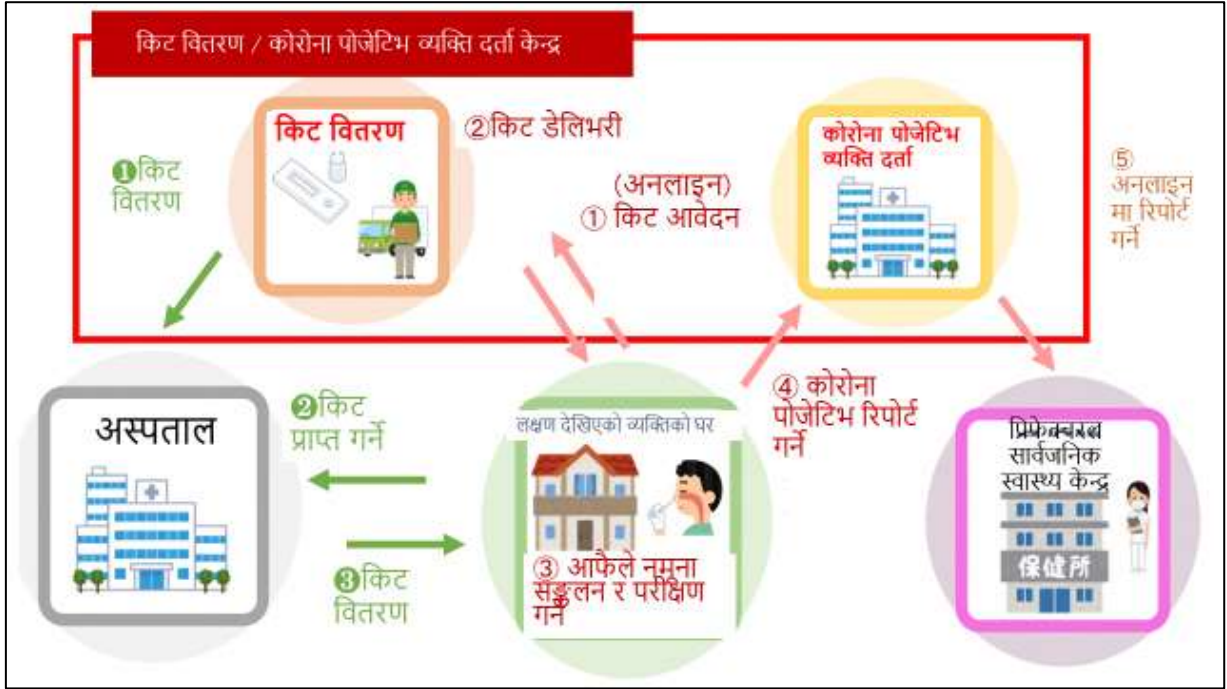 किट वितरण / कोरोना पोजेटिभ व्यक्ति दर्ता केन्द्र
किट वितरण
②किट डेलिभरी
❶किट
वितरण
(अनलाइन)
① किट आवेदन
कोरोना पोजेटिभ
व्यक्ति दर्ता
⑤
अनलाइन
मा रिपोर्ट
गर्ने
अस्पताल
❷किट
प्राप्त गर्ने
❸किट
वितरण
लक्षण देखिएको व्यक्तिको घर
③ आफैले नमूना
सङ्कलन र परीक्षण
गर्ने
④ कोरोना
पोजेटिभ रिपोर्ट
गर्ने
प्रिफेक्चरल
सार्वजनिक
स्वास्थ्य केन्द्र
保健所